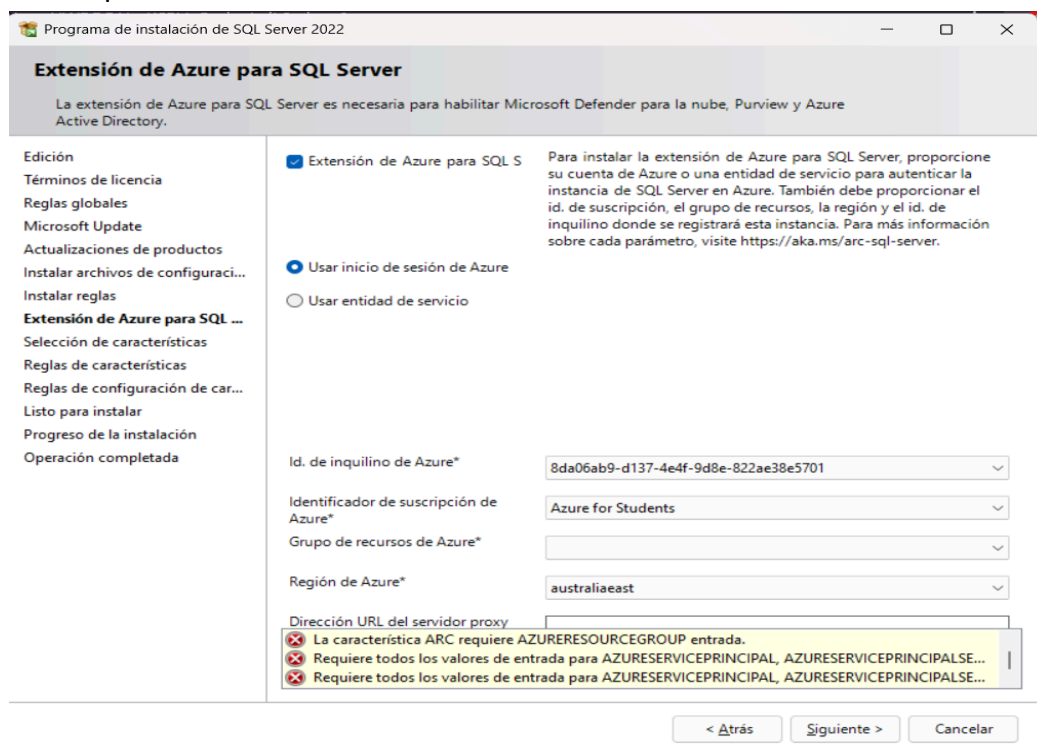 Programa de instalación de SQL Server 2022
Extensión de Azure para SQL Server
La extensión de Azure para SQL Server es necesaria para habilitar Microsoft Defender para la nube, Purview y Azure
Active Directory.
Edición
Términos de licencia
Reglas globales
Microsoft Update
Actualizaciones de productos
Instalar archivos de configuraci...
Instalar reglas
Extensión de Azure para SQL ...
Selección de características
Reglas de características
Reglas de configuración de car...
Listo para instalar
Progreso de la instalación
Operación completada
Extensión de Azure para SQL S
Para instalar la extensión de Azure para SQL Server, proporcione
su cuenta de Azure o una entidad de servicio para autenticar la
instancia de SQL Server en Azure. También debe proporcionar el
id. de suscripción, el grupo de recursos, la región y el id. de
inquilino donde se registrará esta instancia. Para más información
sobre cada parámetro, visite https://aka.ms/arc-sql-server.
Usar inicio de sesión de Azure
Usar entidad de servicio
Id. de inquilino de Azure*
8da06ab9-d137-4e4f-9d8e-822ae38e5701
Identificador de suscripción de
Azure*
Azure for Students
Grupo de recursos de Azure*
Región de Azure*
australiaeast
Dirección URL del servidor proxy
La característica ARC requiere AZURERESOURCEGROUP entrada.
Requiere todos los valores de entrada para AZURESERVICEPRINCIPAL, AZURESERVICEPRINCIPALSE...
Requiere todos los valores de entrada para AZURESERVICEPRINCIPAL, AZURESERVICEPRINCIPALSE...
< Atrás
Siguiente >
Cancelar